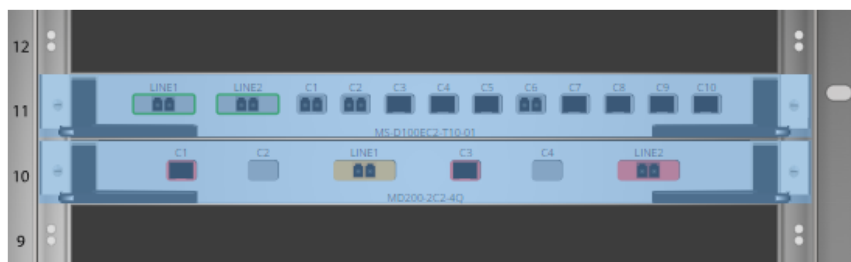 12
LINE1 LINE2 C1 C2 C3 C4 C5 C6 C7 C8 C9 C10
11
MS-D100EC2-T10-01
C1 C2 LINE1 C3 C4 LINE2
10
MD200-2C2-4Q
9